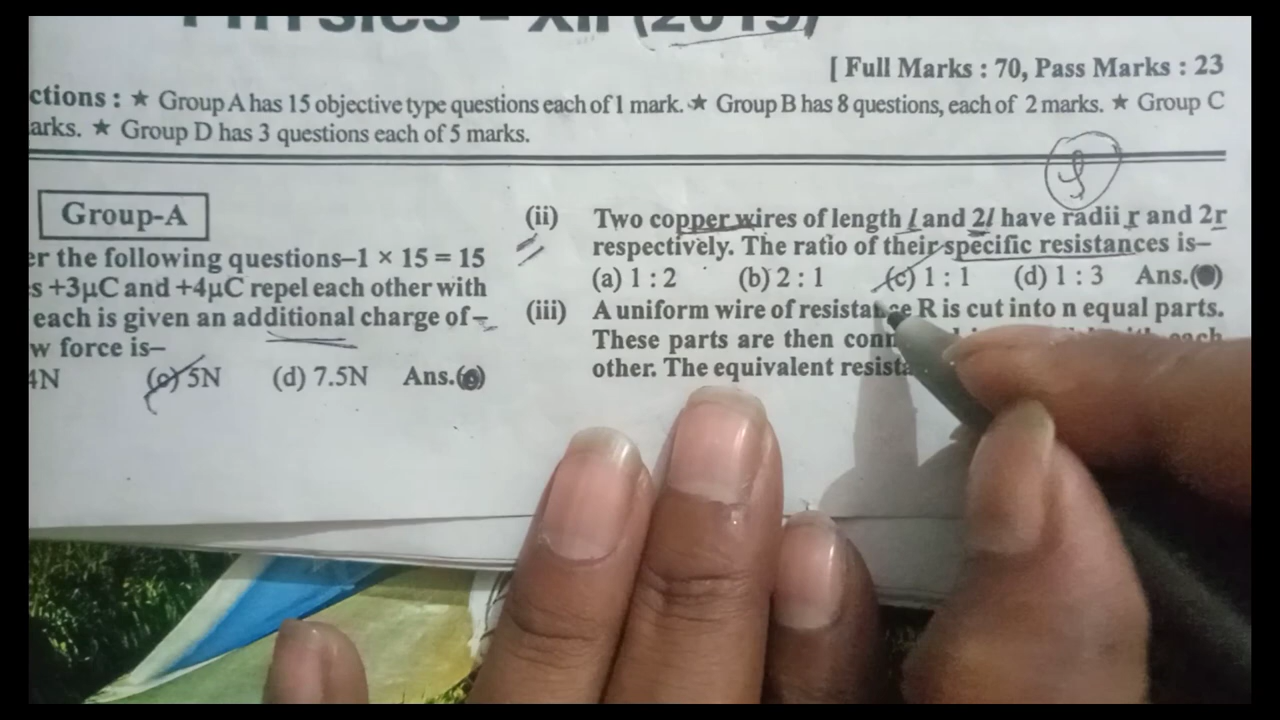 PHYSICS – XII (2019)
[ Full Marks : 70, Pass Marks : 23
ctions : ★ Group A has 15 objective type questions each of 1 mark. ★ Group B has 8 questions, each of 2 marks. ★ Group C
arks. ★ Group D has 3 questions each of 5 marks.
Group-A
er the following questions–1 × 15 = 15
s +3μC and +4μC repel each other with
each is given an additional charge of –
w force is–
4N (c) 5N (d) 7.5N Ans.
(ii) Two copper wires of length l and 2l have radii r and 2r
respectively. The ratio of their specific resistances is–
(a) 1 : 2 (b) 2 : 1 (c) 1 : 1 (d) 1 : 3 Ans.
(iii) A uniform wire of resistance R is cut into n equal parts.
These parts are then each
other. The equivalent